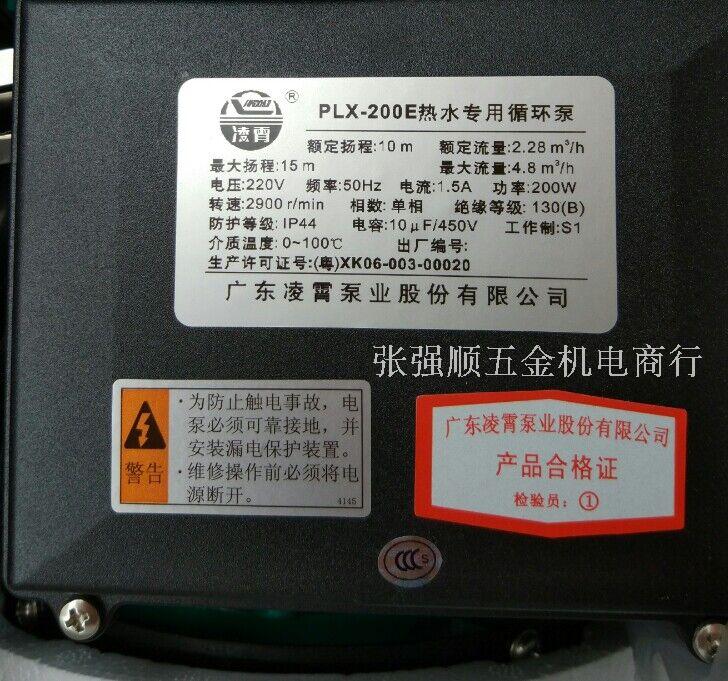 PLX-200E热水专用循环泵
凌霄
®
额定扬程:10 m 额定流量:2.28 m³/h
最大扬程:15 m 最大流量:4.8 m³/h
电压:220V 频率:50Hz 电流:1.5A 功率:200W
转速:2900 r/min 相数:单相 绝缘等级:130(B)
防护等级:IP44 电容:10μF/450V 工作制:S1
介质温度:0~100℃ 出厂编号:
生产许可证号:(粤)XK06-003-00020
广东凌霄泵业股份有限公司
张强顺五金机电商行
·为防止触电事故，电
泵必须可靠接地，并
安装漏电保护装置。
·维修操作前必须将电
源断开。
警告
4145
广东凌霄泵业股份有限公司
产品合格证
检验员：①
CCC S